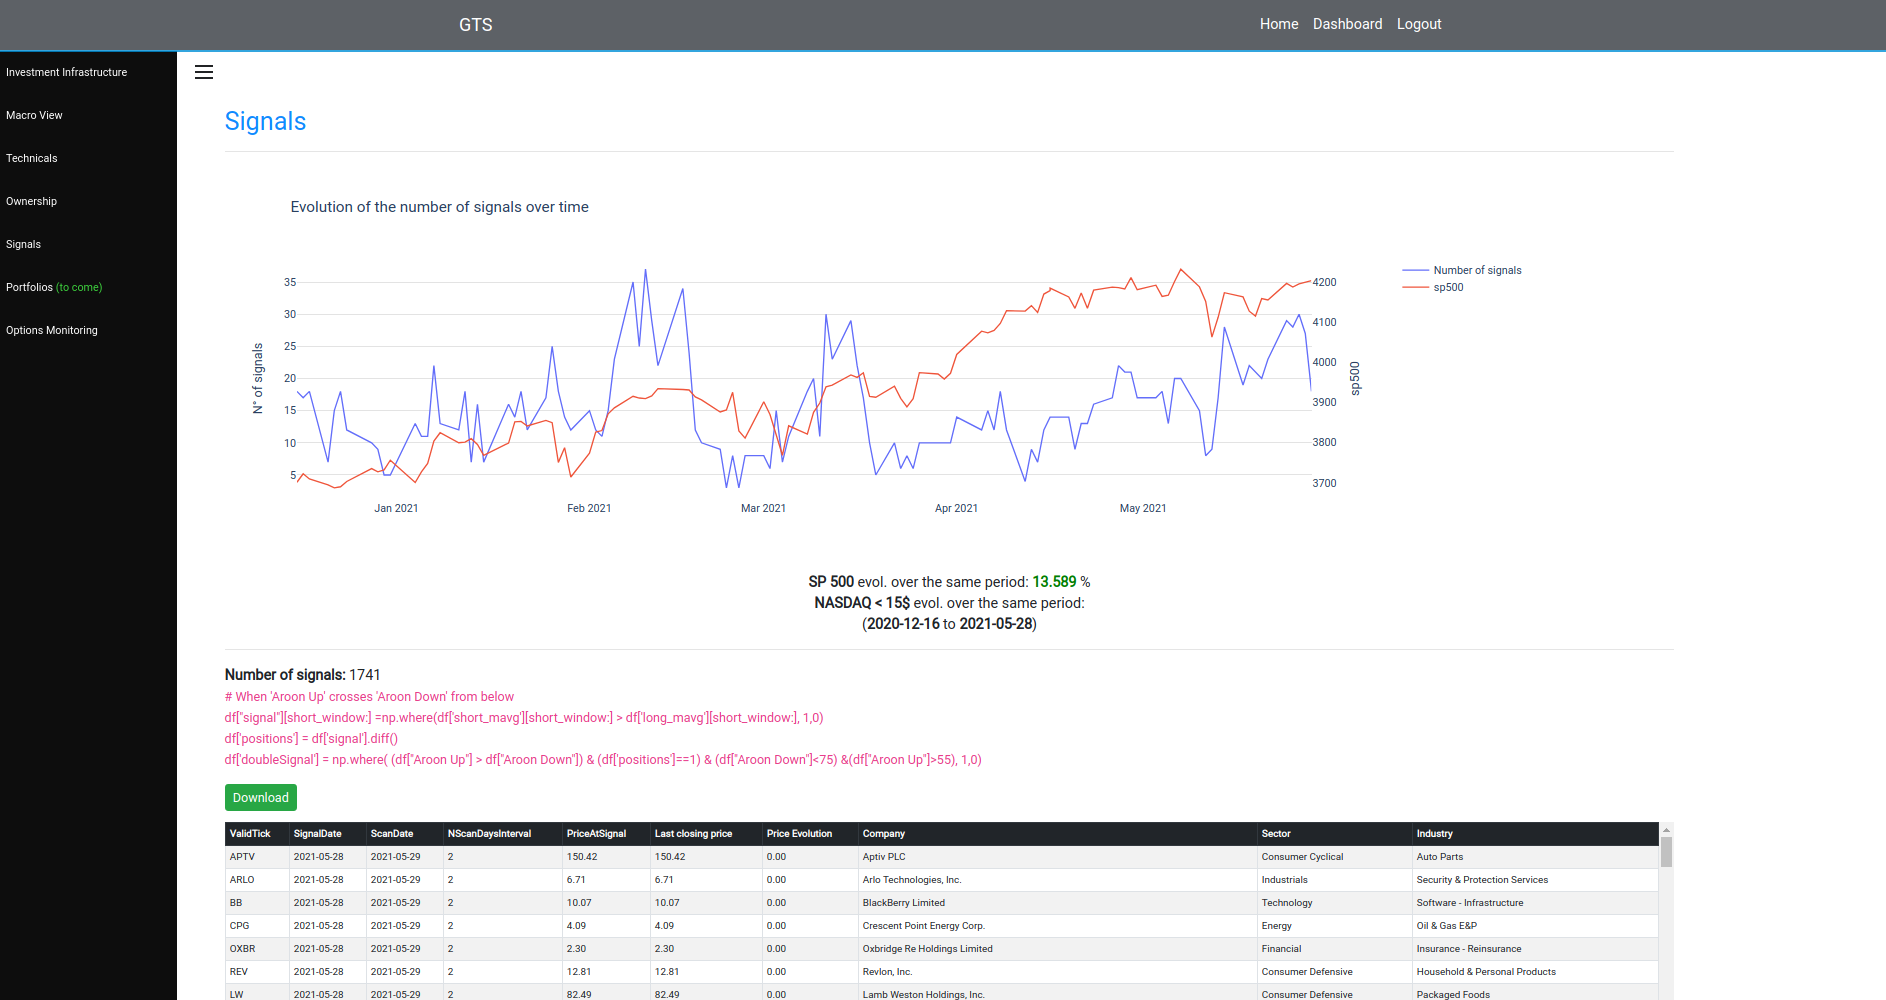 GTS
Home Dashboard Logout
Investment Infrastructure
Macro View
Technicals
Ownership
Signals
Portfolios (to come)
Options Monitoring
Signals
Evolution of the number of signals over time
35
30
25
20
15
10
5
N° of signals
4200
4100
4000
3900
3800
3700
sp500
Jan 2021 Feb 2021 Mar 2021 Apr 2021 May 2021
Number of signals
sp500
SP 500 evol. over the same period: 13.589 %
NASDAQ < 15$ evol. over the same period:
(2020-12-16 to 2021-05-28)
Number of signals: 1741
# When 'Aroon Up' crosses 'Aroon Down' from below
df["signal"][short_window:] =np.where(df['short_mavg'][short_window:] > df['long_mavg'][short_window:], 1,0)
df['positions'] = df['signal'].diff()
df['doubleSignal'] = np.where( (df["Aroon Up"] > df["Aroon Down"]) & (df['positions']==1) & (df["Aroon Down"]<75) &(df["Aroon Up"]>55), 1,0)
Download
ValidTick SignalDate ScanDate NScanDaysInterval PriceAtSignal Last closing price Price Evolution Company Sector Industry
APTV 2021-05-28 2021-05-29 2 150.42 150.42 0.00 Aptiv PLC Consumer Cyclical Auto Parts
ARLO 2021-05-28 2021-05-29 2 6.71 6.71 0.00 Arlo Technologies, Inc. Industrials Security & Protection Services
BB 2021-05-28 2021-05-29 2 10.07 10.07 0.00 BlackBerry Limited Technology Software - Infrastructure
CPG 2021-05-28 2021-05-29 2 4.09 4.09 0.00 Crescent Point Energy Corp. Energy Oil & Gas E&P
OXBR 2021-05-28 2021-05-29 2 2.30 2.30 0.00 Oxbridge Re Holdings Limited Financial Insurance - Reinsurance
REV 2021-05-28 2021-05-29 2 12.81 12.81 0.00 Revlon, Inc. Consumer Defensive Household & Personal Products
LW 2021-05-28 2021-05-29 2 82.49 82.49 0.00 Lamb Weston Holdings, Inc. Consumer Defensive Packaged Foods